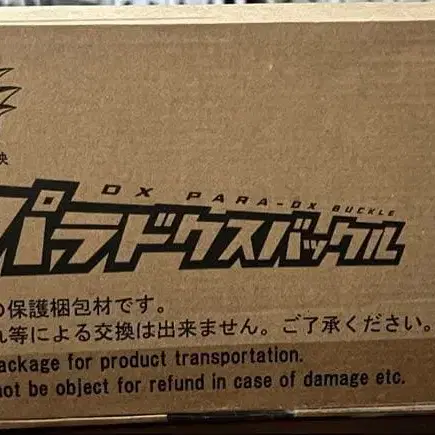 映
DX PARA-DX BUCKLE
パラドクスバックル
の保護梱包材です。
れ等による交換は出来ません。ご了承ください。
ackage for product transportation.
not be object for refund in case of damage etc.